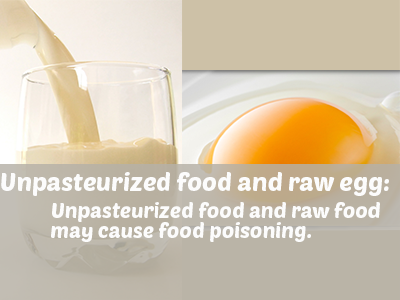 Unpasteurized food and raw egg:
Unpasteurized food and raw food
may cause food poisoning.